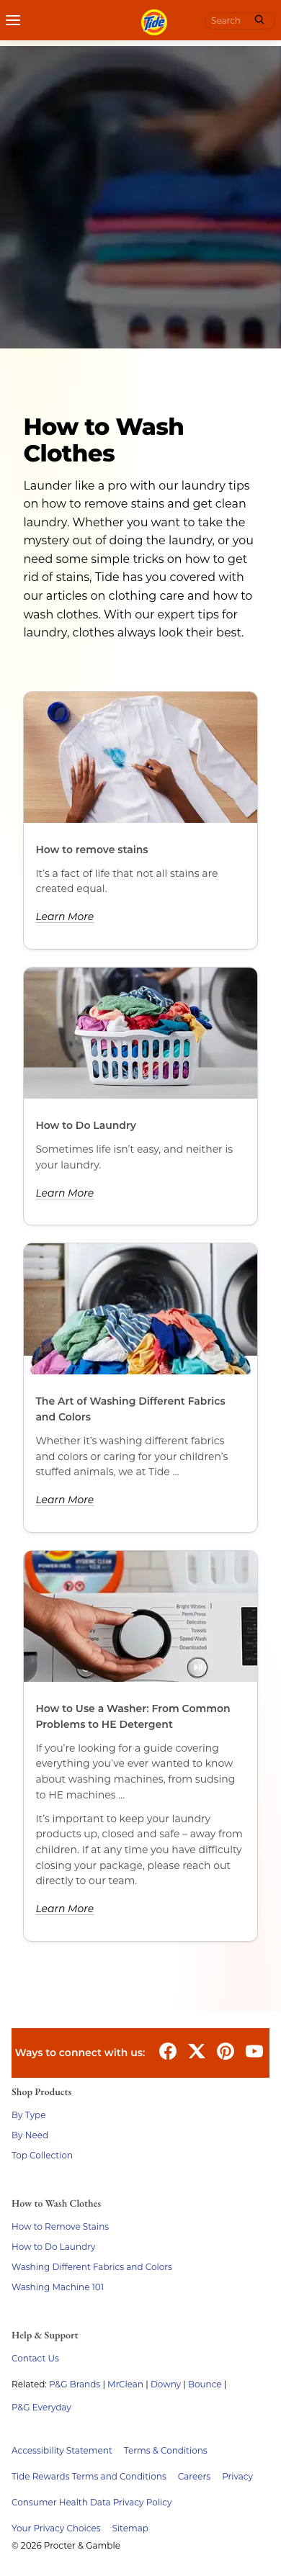 Tide
Search
How to Wash
Clothes
Launder like a pro with our laundry tips
on how to remove stains and get clean
laundry. Whether you want to take the
mystery out of doing the laundry, or you
need some simple tricks on how to get
rid of stains, Tide has you covered with
our articles on clothing care and how to
wash clothes. With our expert tips for
laundry, clothes always look their best.
How to remove stains
It’s a fact of life that not all stains are
created equal.
Learn More
How to Do Laundry
Sometimes life isn’t easy, and neither is
your laundry.
Learn More
The Art of Washing Different Fabrics
and Colors
Whether it’s washing different fabrics
and colors or caring for your children’s
stuffed animals, we at Tide ...
Learn More
POWER PODS
HYGIENE CLEAN
Normal
Bright Whites
Perm.Press
Delicates
Towels
Speed Wash
Downloaded
How to Use a Washer: From Common
Problems to HE Detergent
If you’re looking for a guide covering
everything you’ve ever wanted to know
about washing machines, from sudsing
to HE machines ...
It’s important to keep your laundry
products up, closed and safe – away from
children. If at any time you have difficulty
closing your package, please reach out
directly to our team.
Learn More
Ways to connect with us:
Shop Products
By Type
By Need
Top Collection
How to Wash Clothes
How to Remove Stains
How to Do Laundry
Washing Different Fabrics and Colors
Washing Machine 101
Help & Support
Contact Us
Related: P&G Brands | MrClean | Downy | Bounce |
P&G Everyday
Accessibility Statement Terms & Conditions
Tide Rewards Terms and Conditions Careers Privacy
Consumer Health Data Privacy Policy
Your Privacy Choices Sitemap
© 2026 Procter & Gamble